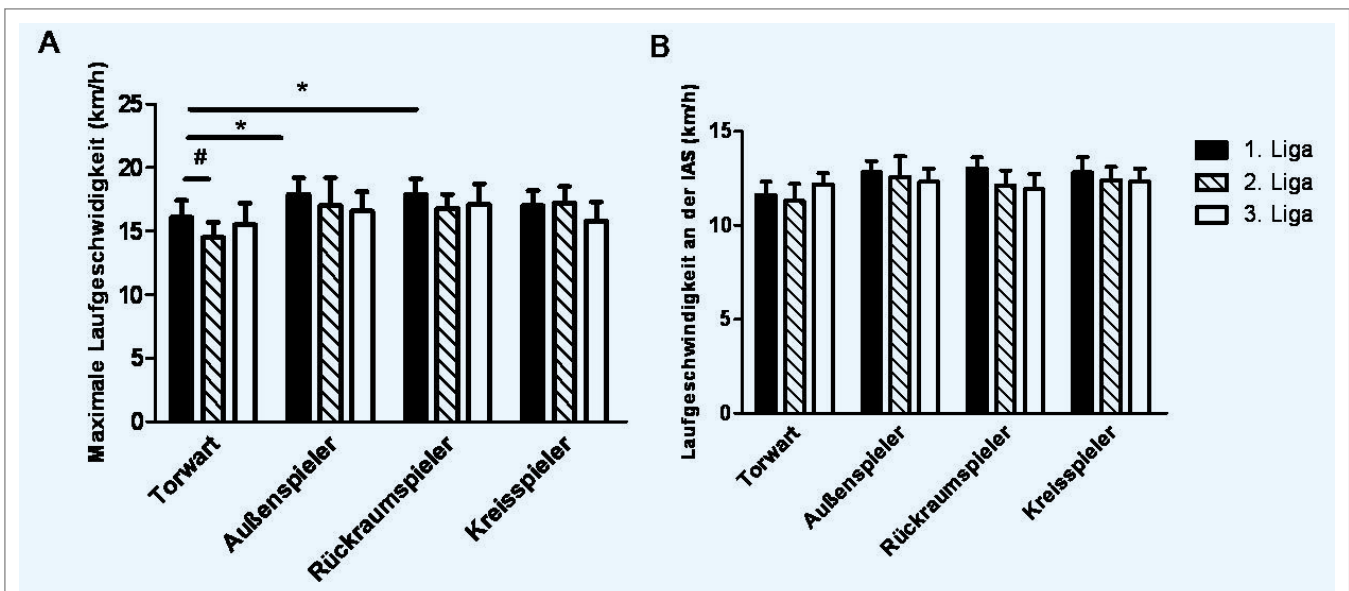 A
Maximale Laufgeschwidigkeit (km/h)
25
20
15
10
5
0
*
*
#
Torwart
Außenspieler
Rückraumspieler
Kreisspieler
B
Laufgeschwindigkeit an der IAS (km/h)
15
10
5
0
Torwart
Außenspieler
Rückraumspieler
Kreisspieler
1. Liga
2. Liga
3. Liga